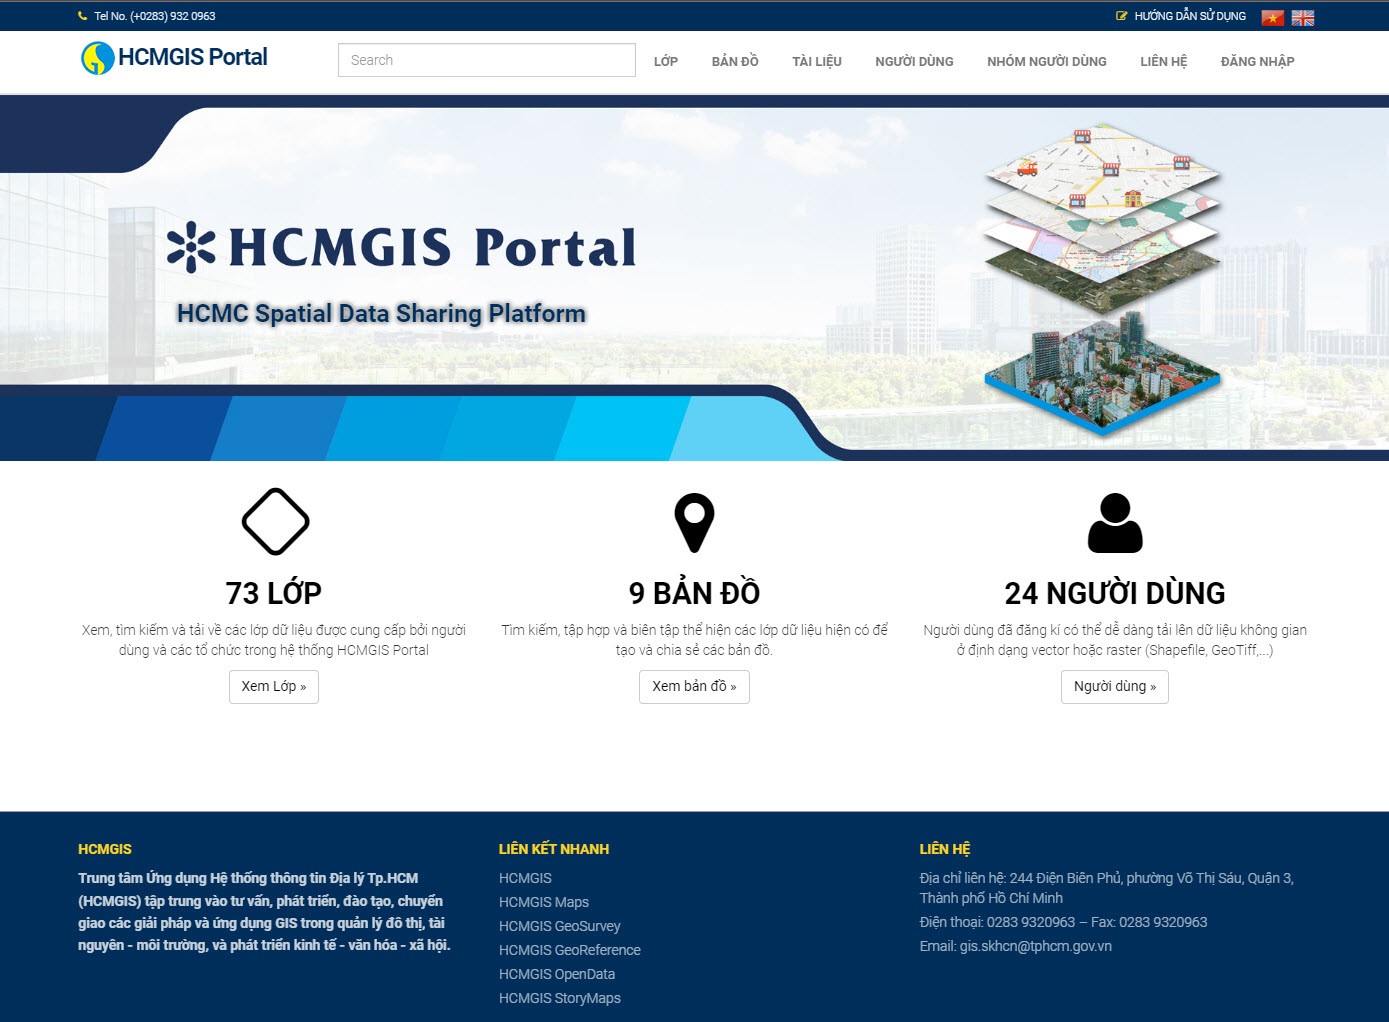 Tel No. (+0283) 932 0963
HƯỚNG DẪN SỬ DỤNG
HCMGIS Portal
Search
LỚP
BẢN ĐỒ
TÀI LIỆU
NGƯỜI DÙNG
NHÓM NGƯỜI DÙNG
LIÊN HỆ
ĐĂNG NHẬP
HCMGIS Portal
HCMC Spatial Data Sharing Platform
73 LỚP
Xem, tìm kiếm và tải về các lớp dữ liệu được cung cấp bởi người
dùng và các tổ chức trong hệ thống HCMGIS Portal
Xem Lớp »
9 BẢN ĐỒ
Tìm kiếm, tập hợp và biên tập thể hiện các lớp dữ liệu hiện có để
tạo và chia sẻ các bản đồ.
Xem bản đồ »
24 NGƯỜI DÙNG
Người dùng đã đăng kí có thể dễ dàng tải lên dữ liệu không gian
ở định dạng vector hoặc raster (Shapefile, GeoTiff,...)
Người dùng »
HCMGIS
Trung tâm Ứng dụng Hệ thống thông tin Địa lý Tp.HCM
(HCMGIS) tập trung vào tư vấn, phát triển, đào tạo, chuyển
giao các giải pháp và ứng dụng GIS trong quản lý đô thị, tài
nguyên - môi trường, và phát triển kinh tế - văn hóa - xã hội.
LIÊN KẾT NHANH
HCMGIS
HCMGIS Maps
HCMGIS GeoSurvey
HCMGIS GeoReference
HCMGIS OpenData
HCMGIS StoryMaps
LIÊN HỆ
Địa chỉ liên hệ: 244 Điện Biên Phủ, phường Võ Thị Sáu, Quận 3,
Thành phố Hồ Chí Minh
Điện thoại: 0283 9320963 – Fax: 0283 9320963
Email: gis.skhcn@tphcm.gov.vn